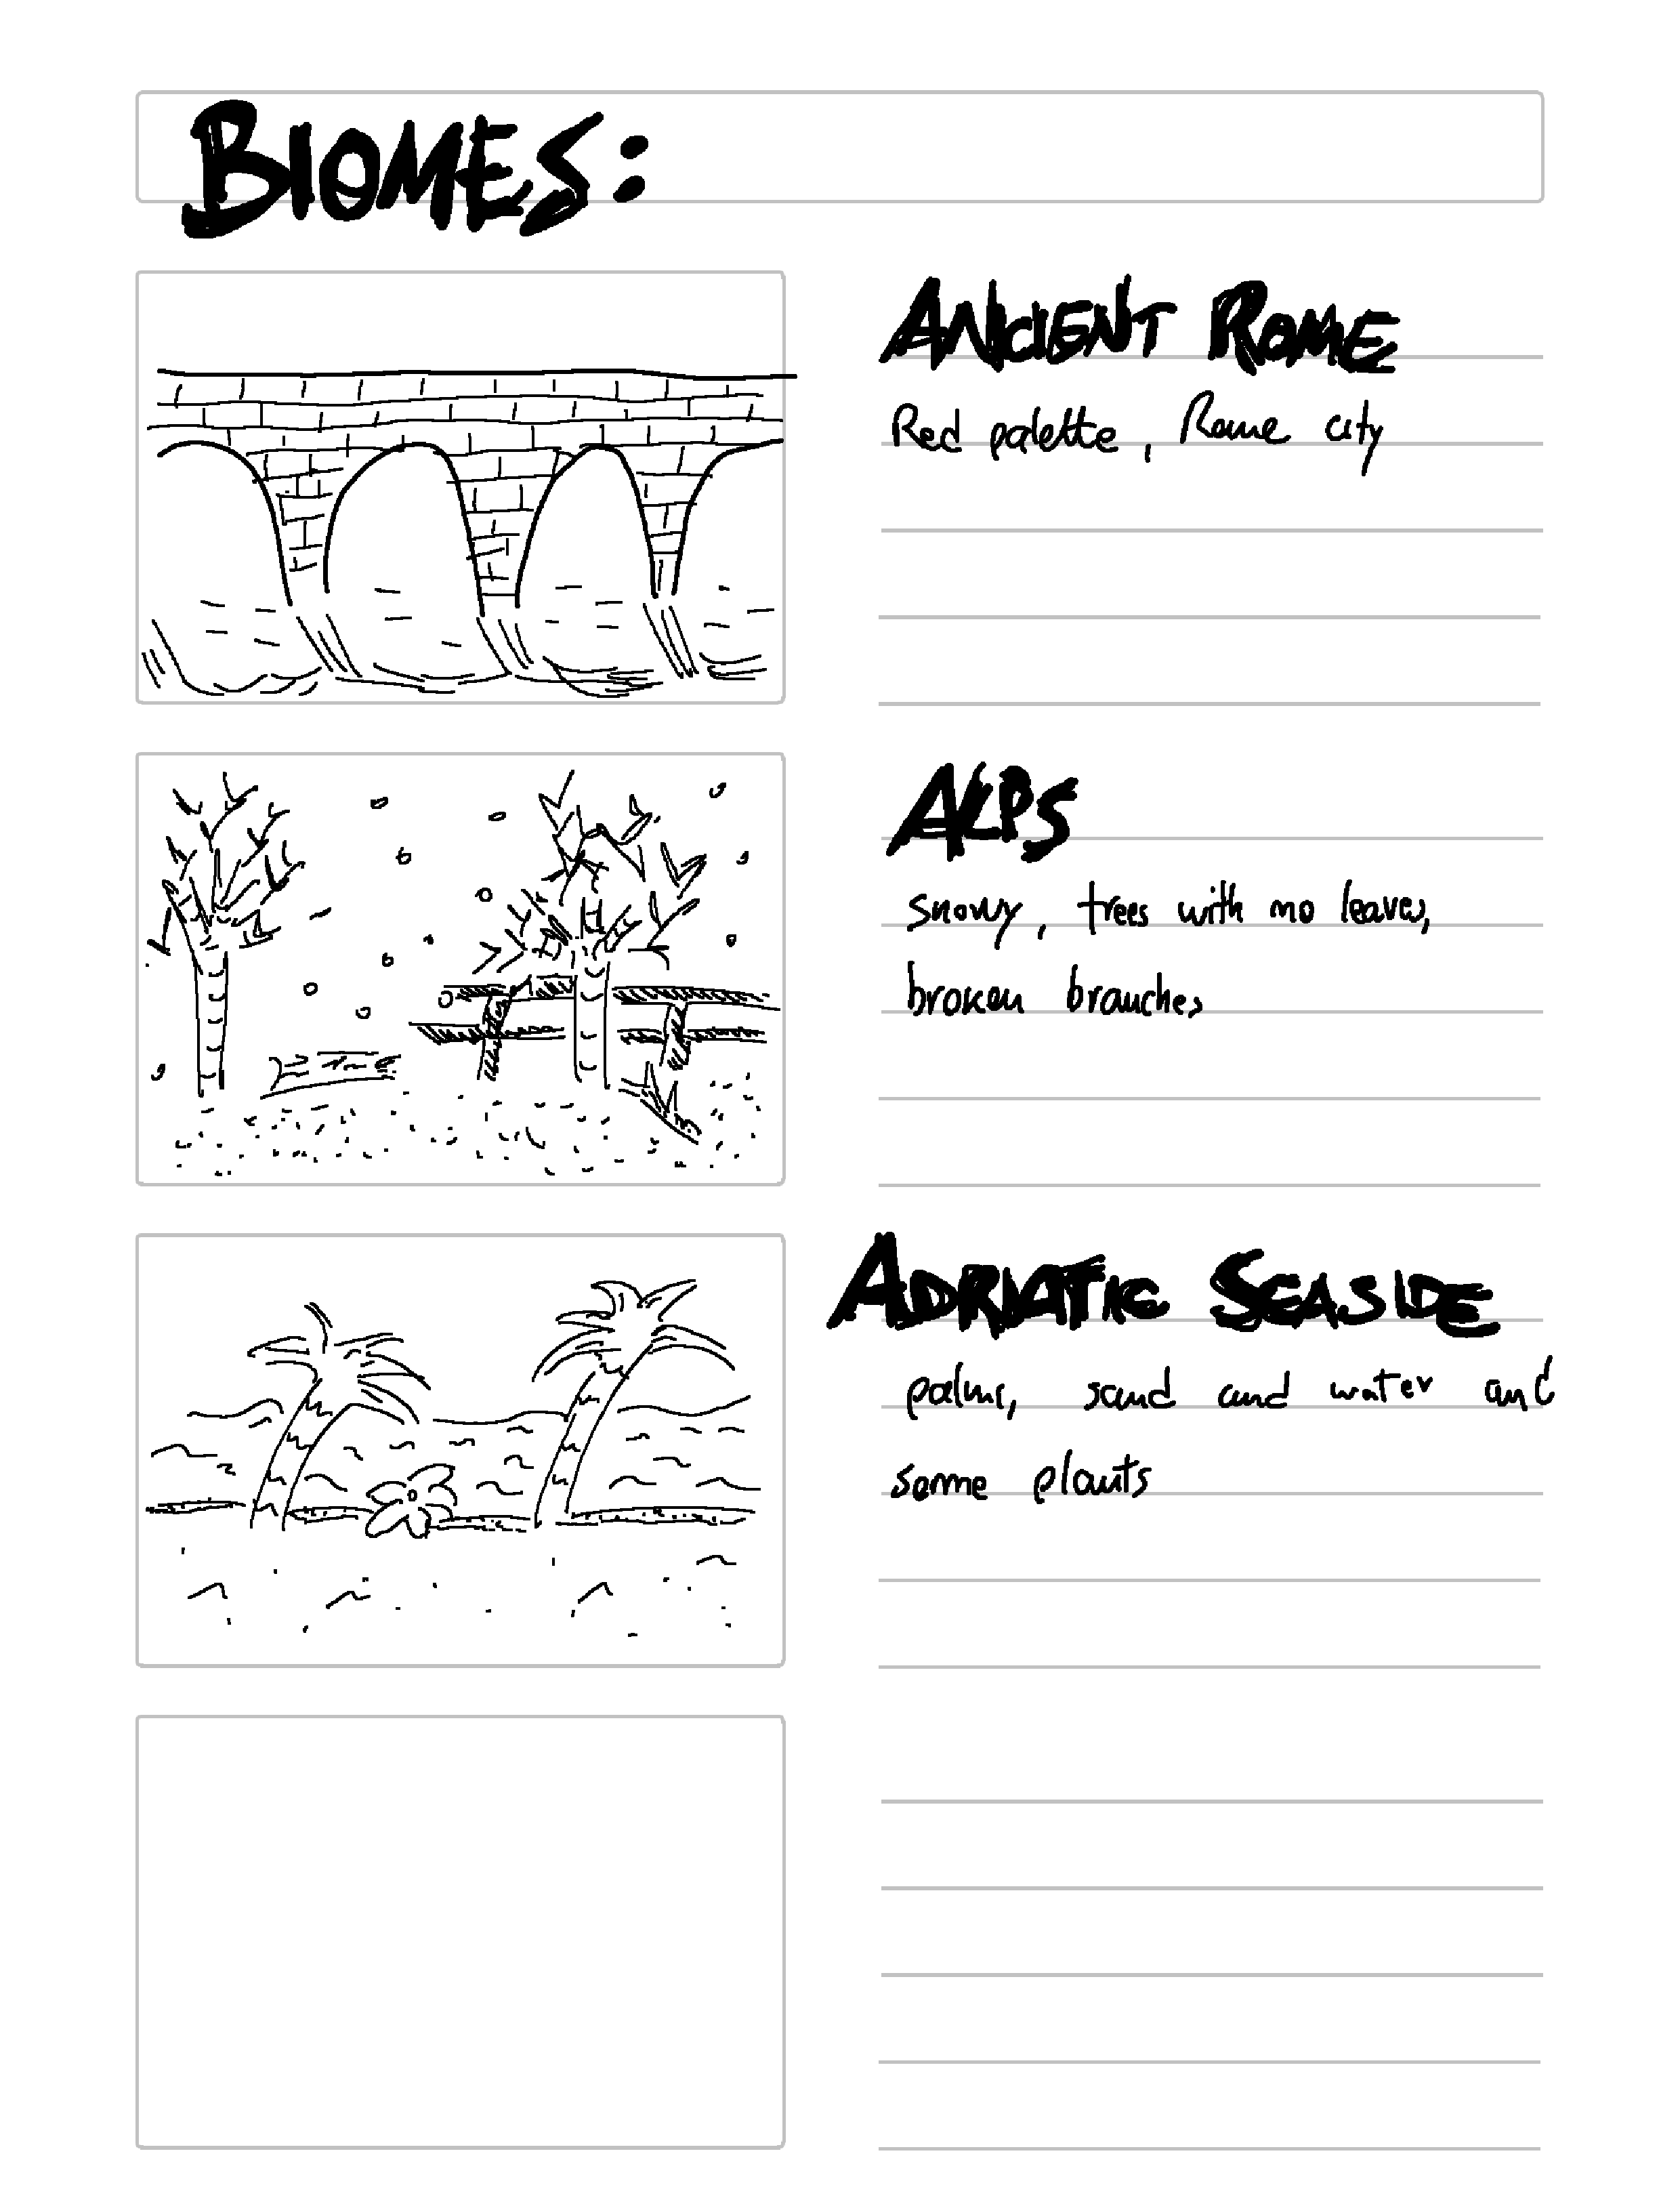 BIOMES:
ANCIENT ROME
Red palette, Rome city
ALPS
snowy, trees with no leaves,
broken branches
ADRIATIC SEASIDE
palms, sand and water and
some plants